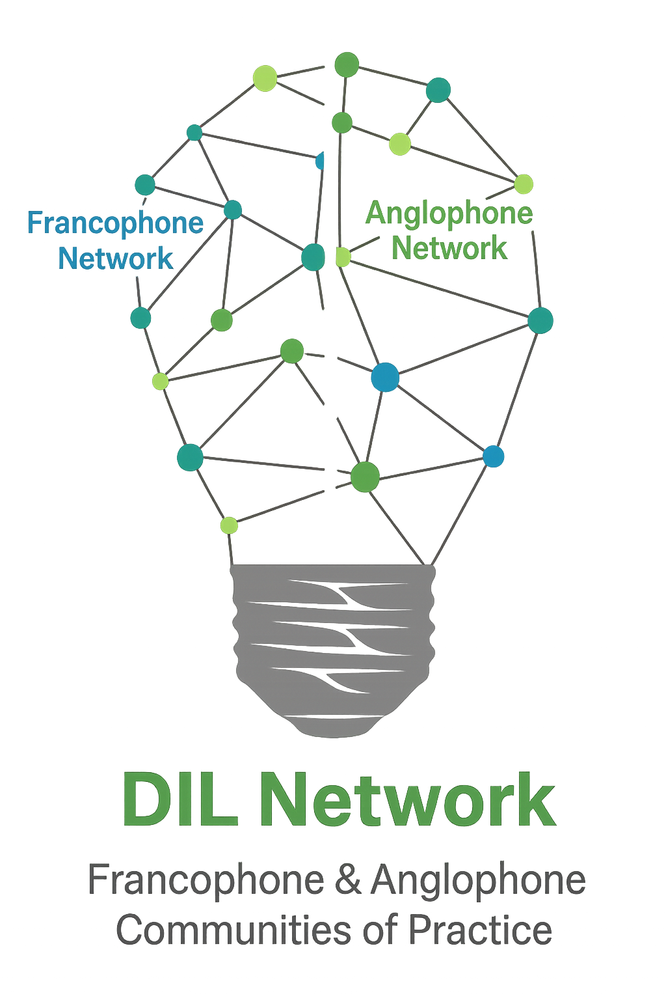 Francophone
Network
Anglophone
Network
DIL Network
Francophone & Anglophone
Communities of Practice